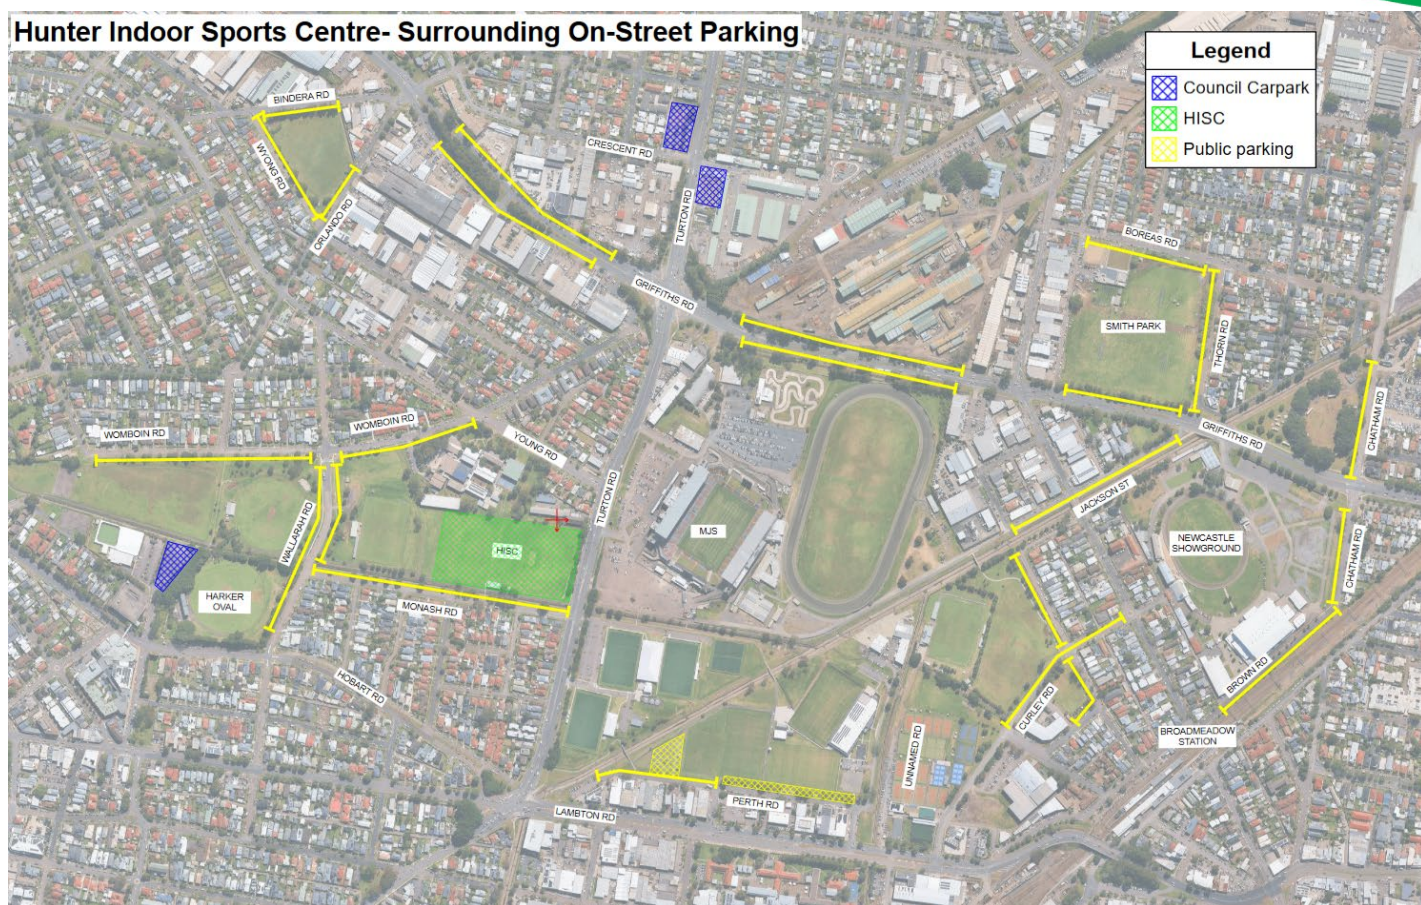 Hunter Indoor Sports Centre- Surrounding On-Street Parking
Legend
Council Carpark
HISC
Public parking
BINDERA RD
WYONG RD
ORLANDO RD
CRESCENT RD
TURTON RD
GRIFFITHS RD
BOREAS RD
SMITH PARK
THORN RD
CHATHAM RD
GRIFFITHS RD
WOMBOIN RD
WOMBOIN RD
YOUNG RD
TURTON RD
WALLARAH RD
HISC
MJS
JACKSON ST
NEWCASTLE
SHOWGROUND
CHATHAM RD
HARKER
OVAL
MONASH RD
HOBART RD
BROWN RD
CURLEY RD
BROADMEADOW
STATION
UNNAMED RD
PERTH RD
LAMBTON RD